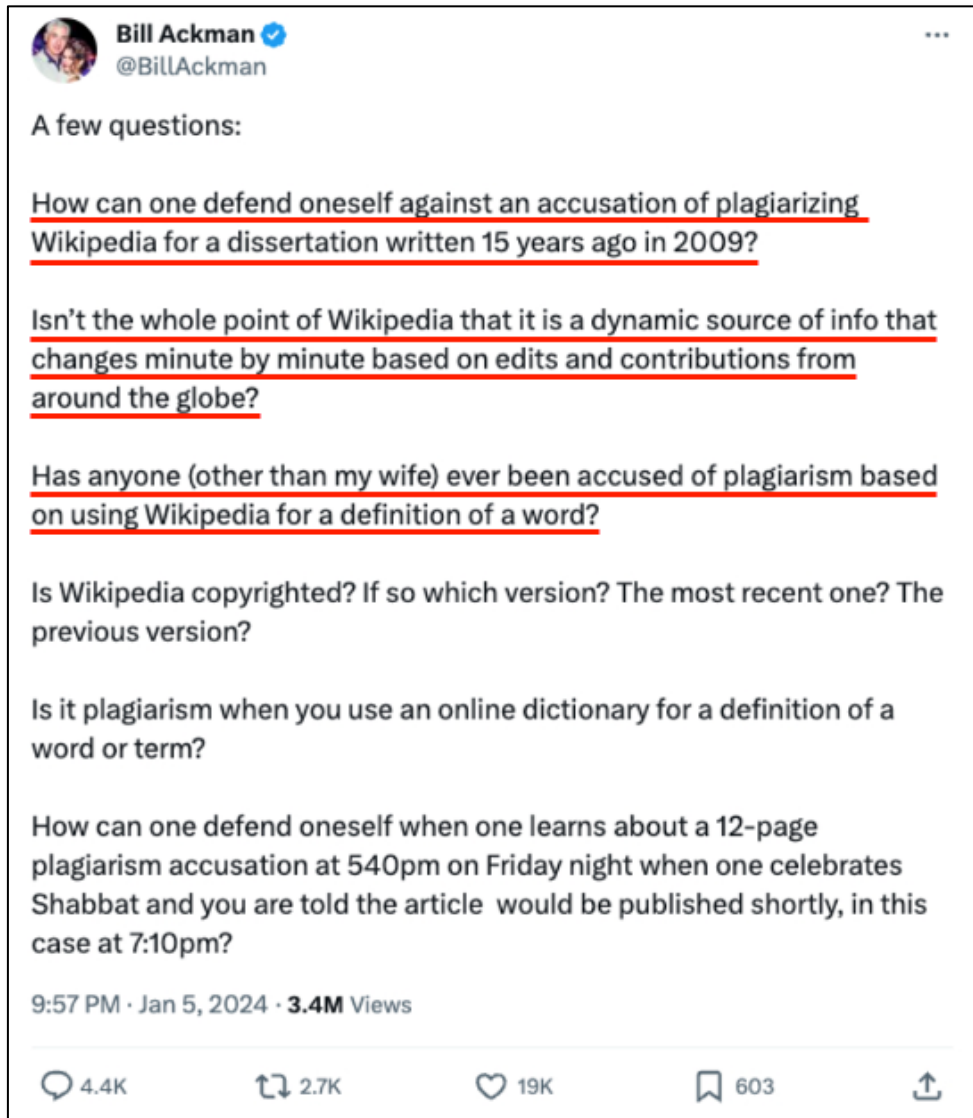 Bill Ackman
@BillAckman
A few questions:
How can one defend oneself against an accusation of plagiarizing
Wikipedia for a dissertation written 15 years ago in 2009?
Isn’t the whole point of Wikipedia that it is a dynamic source of info that
changes minute by minute based on edits and contributions from
around the globe?
Has anyone (other than my wife) ever been accused of plagiarism based
on using Wikipedia for a definition of a word?
Is Wikipedia copyrighted? If so which version? The most recent one? The
previous version?
Is it plagiarism when you use an online dictionary for a definition of a
word or term?
How can one defend oneself when one learns about a 12-page
plagiarism accusation at 540pm on Friday night when one celebrates
Shabbat and you are told the article  would be published shortly, in this
case at 7:10pm?
9:57 PM · Jan 5, 2024 · 3.4M Views
4.4K 2.7K 19K 603